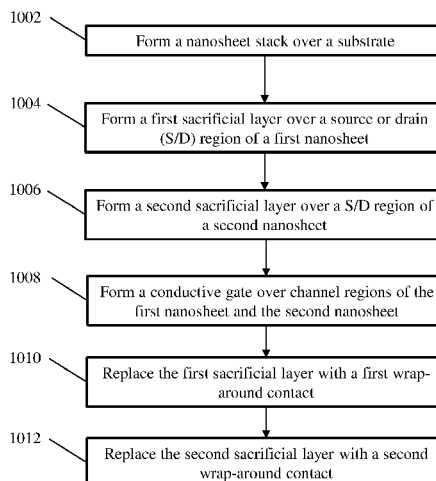 1002
Form a nanosheet stack over a substrate
1004
Form a first sacrificial layer over a source or drain
(S/D) region of a first nanosheet
1006
Form a second sacrificial layer over a S/D region of
a second nanosheet
1008
Form a conductive gate over channel regions of the
first nanosheet and the second nanosheet
1010
Replace the first sacrificial layer with a first wrap-
around contact
1012
Replace the second sacrificial layer with a second
wrap-around contact